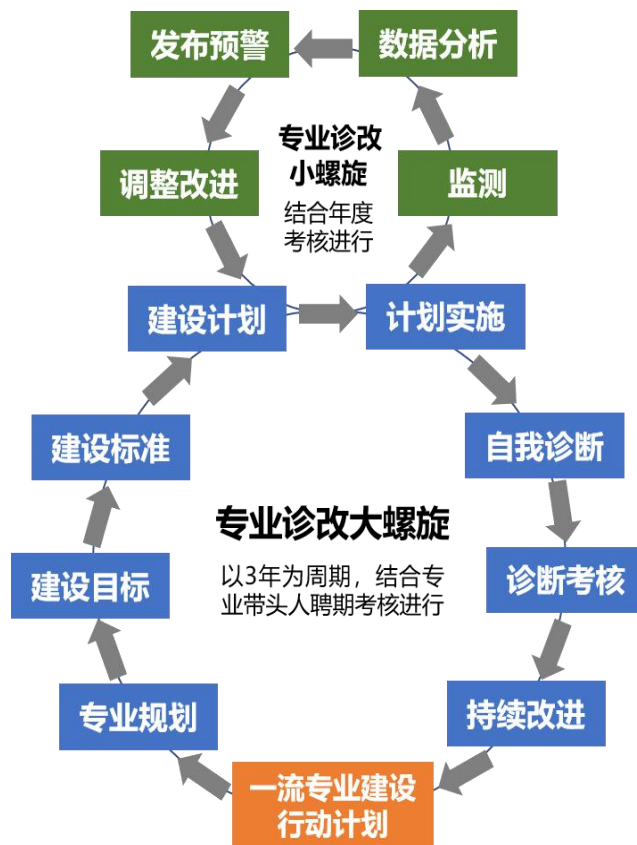 发布预警
数据分析
专业诊改
小螺旋
调整改进
监测
结合年度
考核进行
建设计划
计划实施
建设标准
自我诊断
专业诊改大螺旋
以3年为周期，结合专
业带头人聘期考核进行
建设目标
诊断考核
专业规划
持续改进
一流专业建设
行动计划